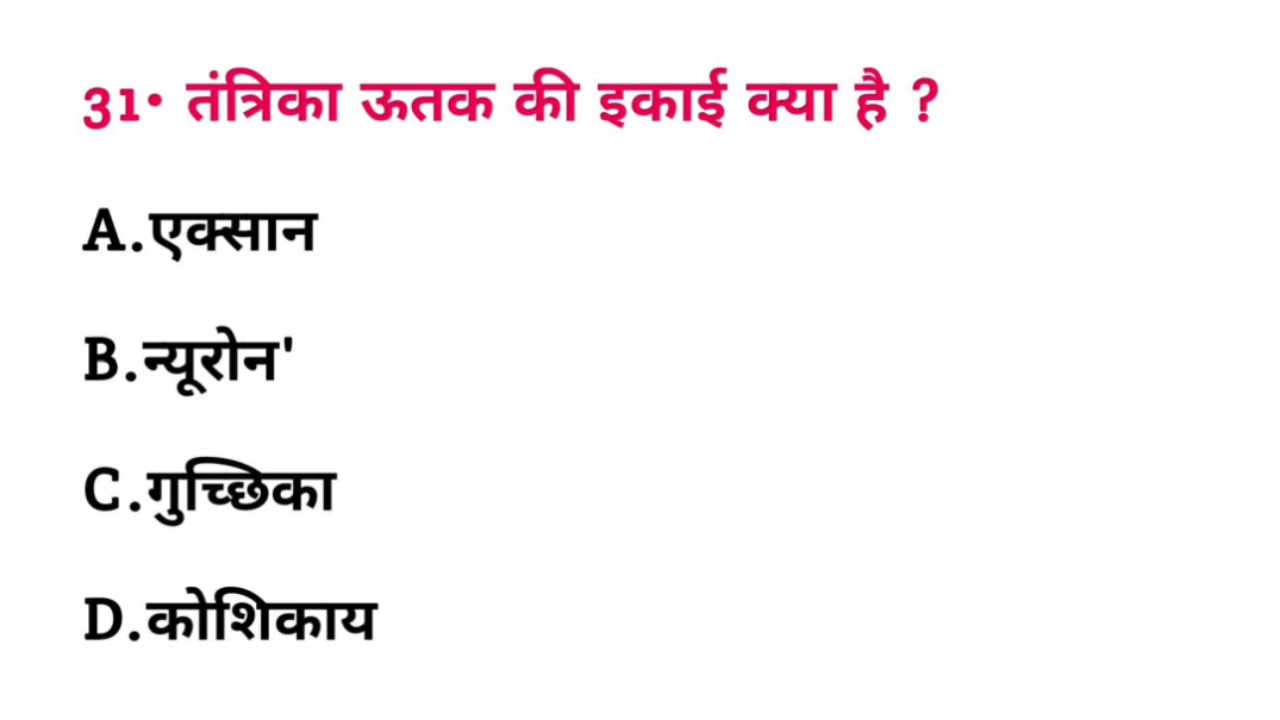 31• तंत्रिका ऊतक की इकाई क्या है ?
A.एक्सान
B.न्यूरोन'
C.गुच्छिका
D.कोशिकाय